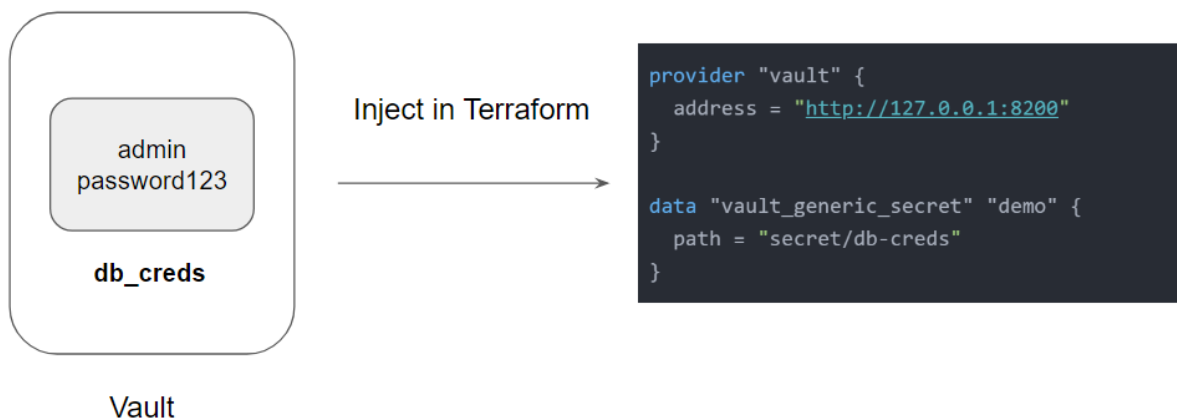 admin
password123
db_creds
Vault
Inject in Terraform
provider "vault" {
  address = "http://127.0.0.1:8200"
}
data "vault_generic_secret" "demo" {
  path = "secret/db-creds"
}